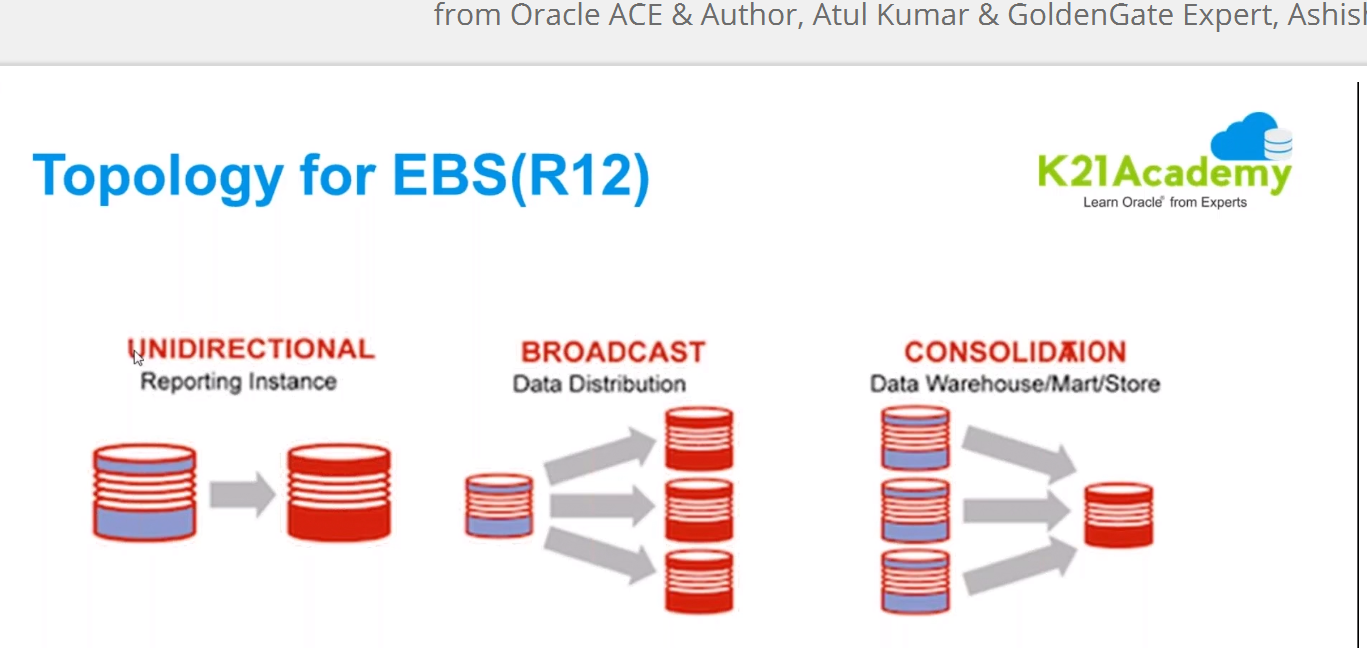 from Oracle ACE & Author, Atul Kumar & GoldenGate Expert, Ashish
Topology for EBS(R12)
K21Academy
Learn Oracle® from Experts
UNIDIRECTIONAL
Reporting Instance
BROADCAST
Data Distribution
CONSOLIDATION
Data Warehouse/Mart/Store